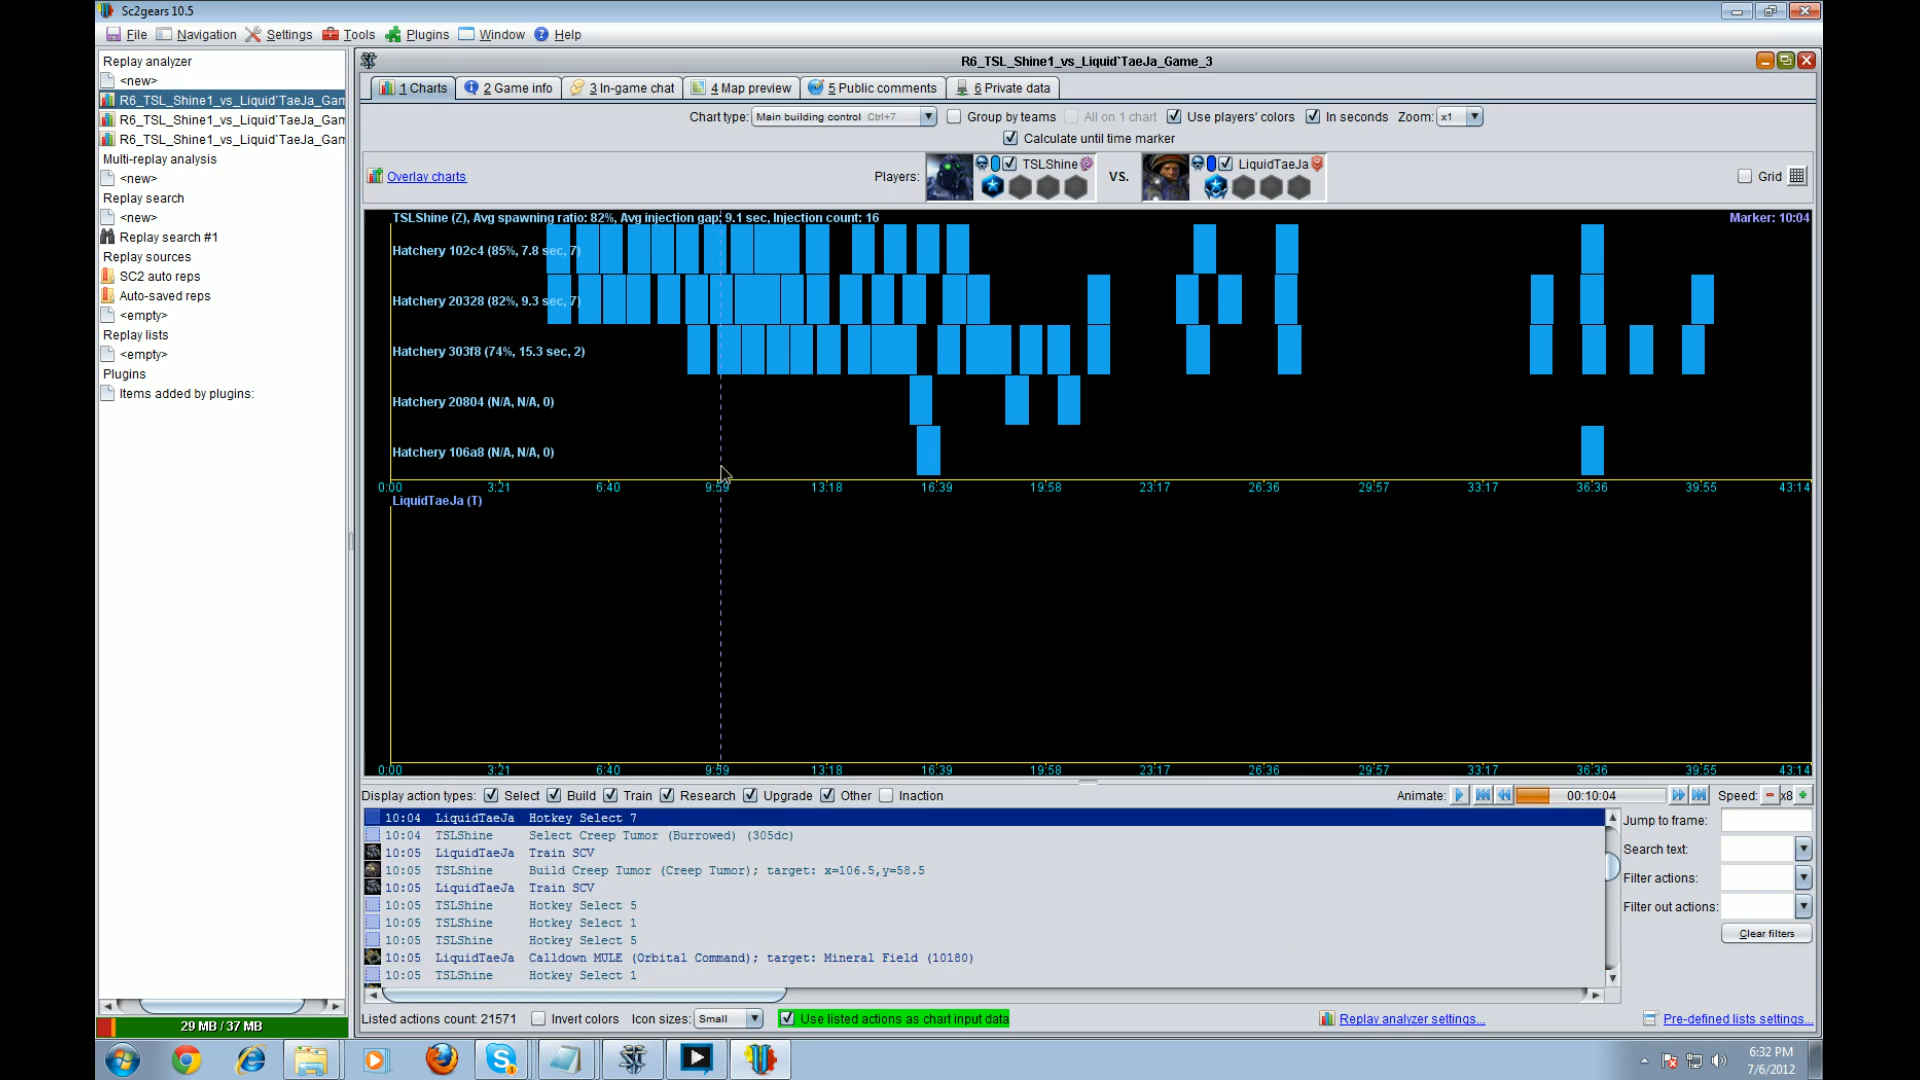 Sc2gears 10.5
File Navigation Settings Tools Plugins Window Help
Replay analyzer
<new>
R6_TSL_Shine1_vs_Liquid`TaeJa_Gam
R6_TSL_Shine1_vs_Liquid`TaeJa_Gam
R6_TSL_Shine1_vs_Liquid`TaeJa_Gam
Multi-replay analysis
<new>
Replay search
<new>
Replay search #1
Replay sources
SC2 auto reps
Auto-saved reps
<empty>
Replay lists
<empty>
Plugins
Items added by plugins:
29 MB / 37 MB
R6_TSL_Shine1_vs_Liquid`TaeJa_Game_3
1 Charts 2 Game info 3 In-game chat 4 Map preview 5 Public comments 6 Private data
Chart type: Main building control Ctrl+7 Group by teams All on 1 chart Use players' colors In seconds Zoom: x1
Calculate until time marker
Overlay charts Players: TSLShine VS. LiquidTaeJa Grid
TSLShine (Z), Avg spawning ratio: 82%, Avg injection gap: 9.1 sec, Injection count: 16 Marker: 10:04
Hatchery 102c4 (85%, 7.8 sec, 7)
Hatchery 20328 (82%, 9.3 sec, 7)
Hatchery 303f8 (74%, 15.3 sec, 2)
Hatchery 20804 (N/A, N/A, 0)
Hatchery 106a8 (N/A, N/A, 0)
0:00 3:21 6:40 9:59 13:18 16:39 19:58 23:17 26:36 29:57 33:17 36:36 39:55 43:14
LiquidTaeJa (T)
0:00 3:21 6:40 9:59 13:18 16:39 19:58 23:17 26:36 29:57 33:17 36:36 39:55 43:14
Display action types: Select Build Train Research Upgrade Other Inaction Animate: 00:10:04 Speed: x8
10:04 LiquidTaeJa Hotkey Select 7
10:04 TSLShine Select Creep Tumor (Burrowed) (305dc)
10:05 LiquidTaeJa Train SCV
10:05 TSLShine Build Creep Tumor (Creep Tumor); target: x=106.5,y=58.5
10:05 LiquidTaeJa Train SCV
10:05 TSLShine Hotkey Select 5
10:05 TSLShine Hotkey Select 1
10:05 TSLShine Hotkey Select 5
10:05 LiquidTaeJa Calldown MULE (Orbital Command); target: Mineral Field (10180)
10:05 TSLShine Hotkey Select 1
Jump to frame:
Search text:
Filter actions:
Filter out actions:
Clear filters
Listed actions count: 21571 Invert colors Icon sizes: Small Use listed actions as chart input data Replay analyzer settings... Pre-defined lists settings...
6:32 PM
7/6/2012